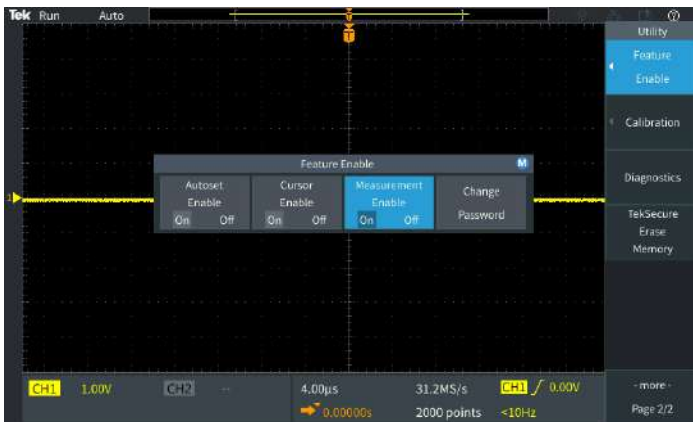 Tek Run Auto
T
T
Utility
Feature
Enable
Calibration
Diagnostics
TekSecure
Erase
Memory
- more -
Page 2/2
Feature Enable M
Autoset
Enable
On Off
Cursor
Enable
On Off
Measurement
Enable
On Off
Change
Password
1
CH1 1.00V CH2 -- 4.00μs 31.2MS/s CH1 0.00V
0.00000s 2000 points <10Hz